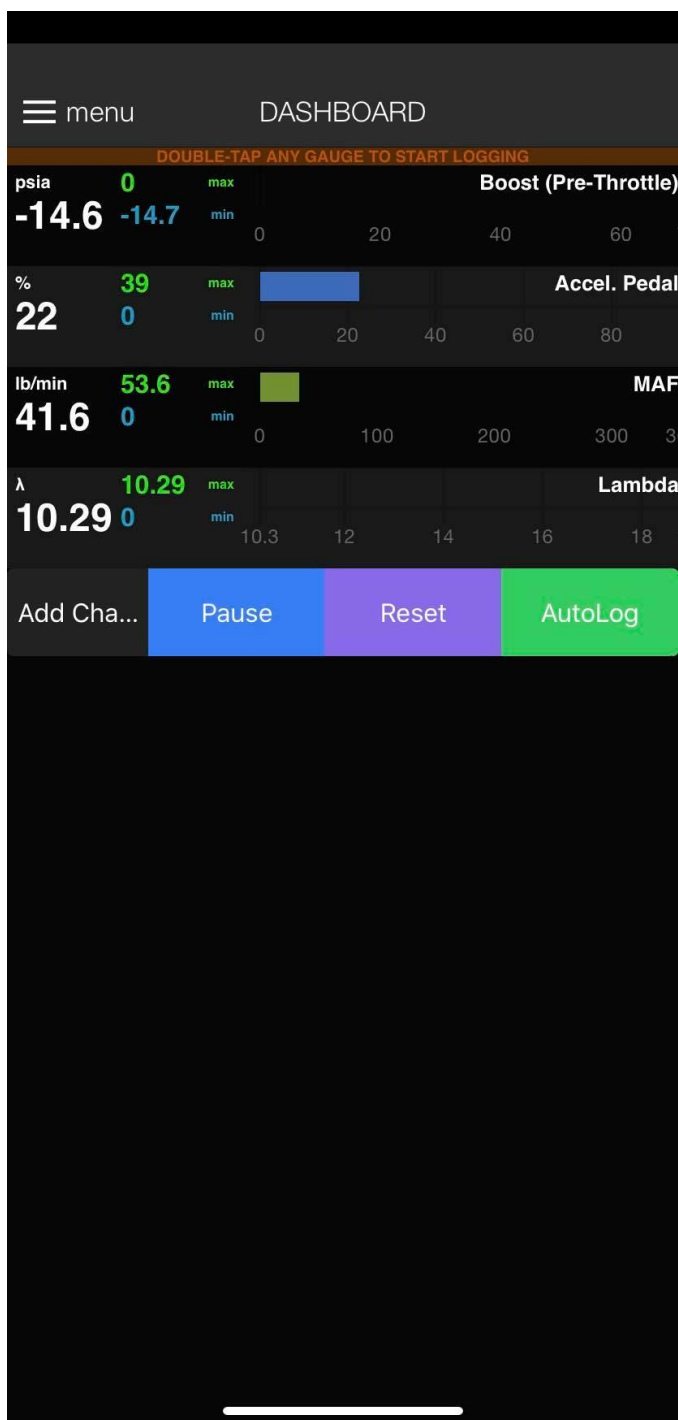 menu DASHBOARD
DOUBLE-TAP ANY GAUGE TO START LOGGING
psia 0 max Boost (Pre-Throttle)
-14.6 -14.7 min
0 20 40 60
% 39 max Accel. Pedal
22 0 min
0 20 40 60 80
lb/min 53.6 max MAF
41.6 0 min
0 100 200 300 3
λ 10.29 max Lambda
10.29 0 min
10.3 12 14 16 18
Add Cha... Pause Reset AutoLog